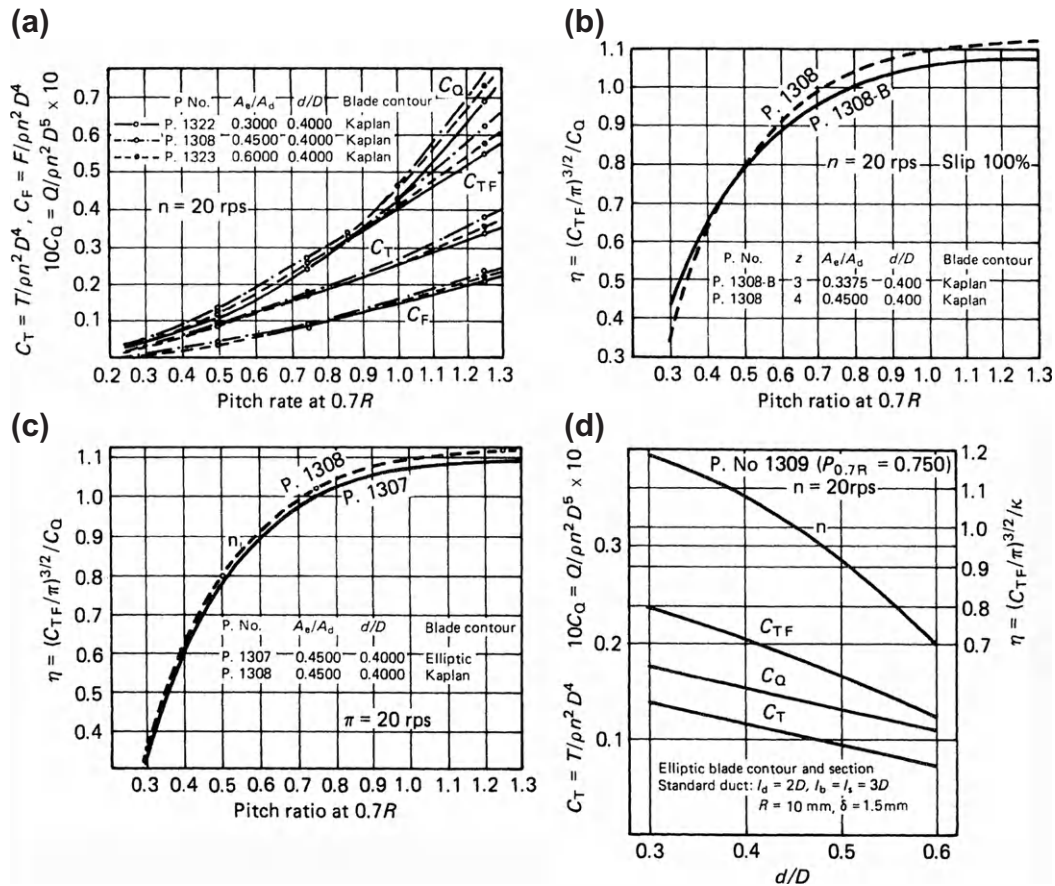 (a)
C_T = T/ρn² D⁴, C_F = F/ρn² D⁴
10C_Q = Q/ρn² D⁵ × 10
0.7
0.6
0.5
0.4
0.3
0.2
0.1
P No. A_e/A_d d/D Blade contour
P. 1322 0.3000 0.4000 Kaplan
P. 1308 0.4500 0.4000 Kaplan
P. 1323 0.6000 0.4000 Kaplan
n = 20 rps
C_Q
C_TF
C_T
C_F
0.2 0.3 0.4 0.5 0.6 0.7 0.8 0.9 1.0 1.1 1.2 1.3
Pitch rate at 0.7R
(b)
η = (C_TF/π)^3/2/C_Q
1.1
1.0
0.9
0.8
0.7
0.6
0.5
0.4
0.3
P. 1308
P. 1308-B
n = 20 rps Slip 100%
P. No. z A_e/A_d d/D Blade contour
P. 1308-B 3 0.3375 0.400 Kaplan
P. 1308 4 0.4500 0.400 Kaplan
0.2 0.3 0.4 0.5 0.6 0.7 0.8 0.9 1.0 1.1 1.2 1.3
Pitch ratio at 0.7R
(c)
η = (C_TF/π)^3/2/C_Q
1.1
1.0
0.9
0.8
0.7
0.6
0.5
0.4
P. 1308
P. 1307
n
P. No. A_e/A_d d/D Blade contour
P. 1307 0.4500 0.4000 Elliptic
P. 1308 0.4500 0.4000 Kaplan
π = 20 rps
0.3 0.4 0.5 0.6 0.7 0.8 0.9 1.0 1.1 1.2 1.3
Pitch ratio at 0.7R
(d)
C_T = T/ρn² D⁴ 10C_Q = Q/ρn² D⁵ × 10
0.3
0.2
0.1
P. No 1309 (P_0.7R = 0.750)
n = 20rps
n
C_TF
C_Q
C_T
Elliptic blade contour and section
Standard duct: l_d = 2D, l_b = l_s = 3D
R = 10 mm, δ = 1.5mm
1.2
1.1
1.0
0.9
0.8
0.7
η = (C_TF/π)^3/2/κ
0.3 0.4 0.5 0.6
d/D